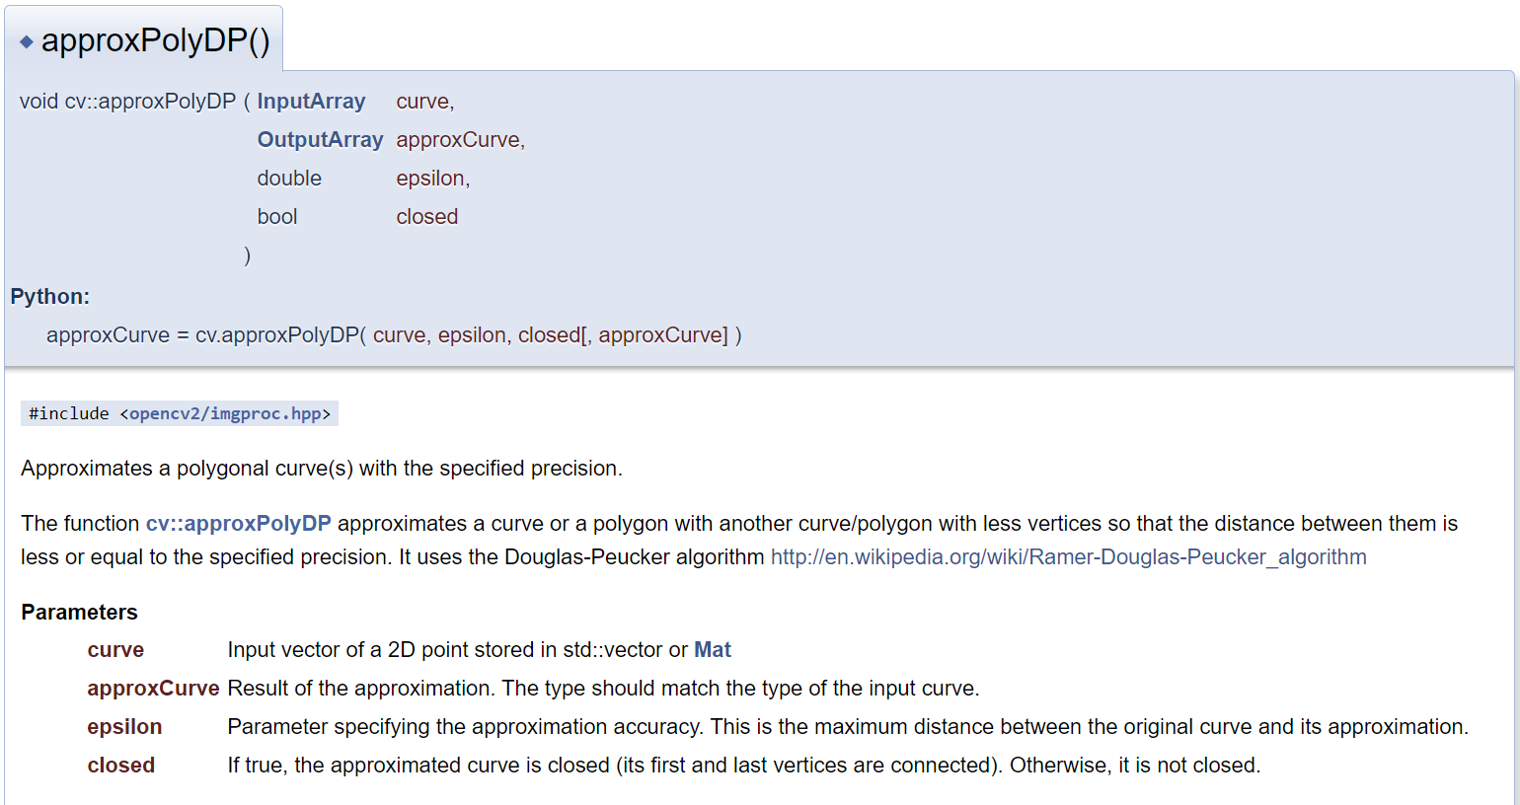 ◆ approxPolyDP()
void cv::approxPolyDP ( InputArray curve,
OutputArray approxCurve,
double epsilon,
bool closed
)
Python:
approxCurve = cv.approxPolyDP( curve, epsilon, closed[, approxCurve] )
#include <opencv2/imgproc.hpp>
Approximates a polygonal curve(s) with the specified precision.
The function cv::approxPolyDP approximates a curve or a polygon with another curve/polygon with less vertices so that the distance between them is
less or equal to the specified precision. It uses the Douglas-Peucker algorithm http://en.wikipedia.org/wiki/Ramer-Douglas-Peucker_algorithm
Parameters
curve Input vector of a 2D point stored in std::vector or Mat
approxCurve Result of the approximation. The type should match the type of the input curve.
epsilon Parameter specifying the approximation accuracy. This is the maximum distance between the original curve and its approximation.
closed If true, the approximated curve is closed (its first and last vertices are connected). Otherwise, it is not closed.